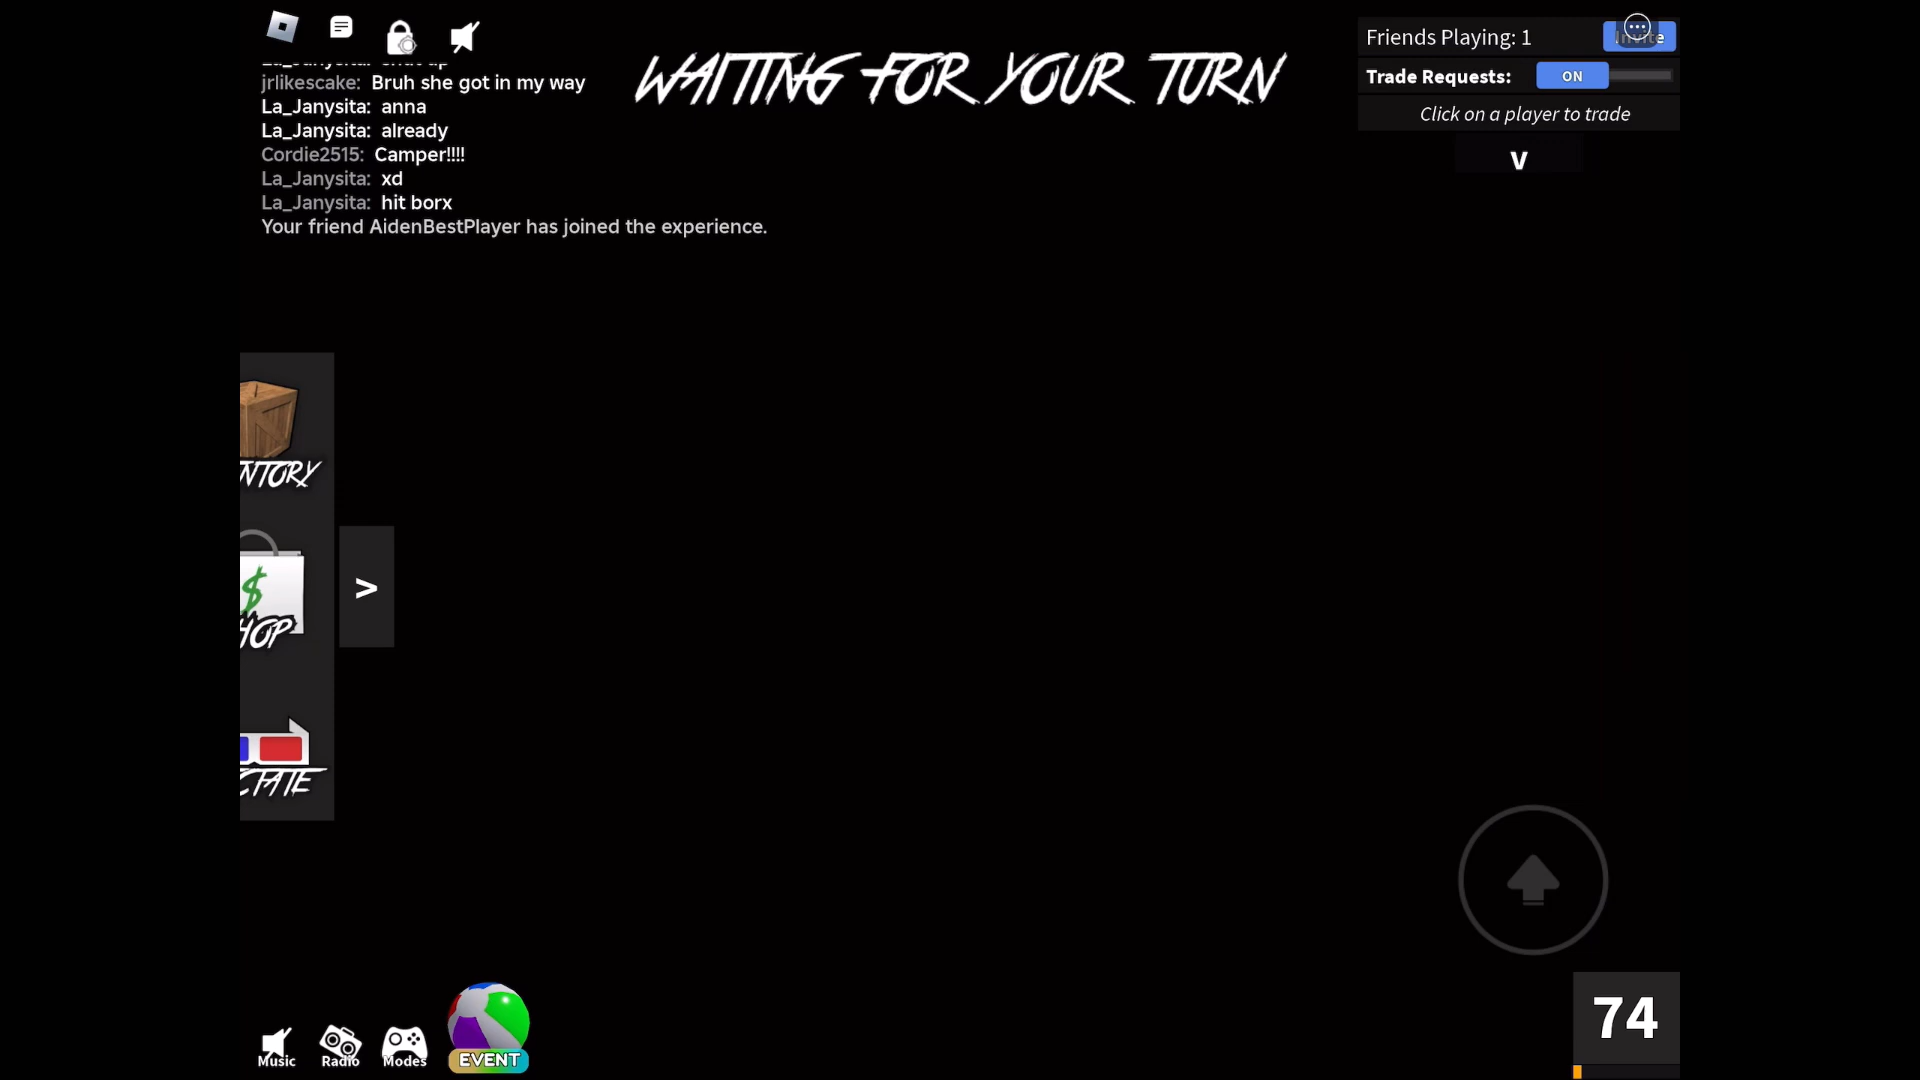 WAITING FOR YOUR TURN
jrlikescake: Bruh she got in my way
La_Janysita: anna
La_Janysita: already
Cordie2515: Camper!!!!
La_Janysita: xd
La_Janysita: hit borx
Your friend AidenBestPlayer has joined the experience.
Friends Playing: 1
Invite
Trade Requests: ON
Click on a player to trade
V
NTORY
$
HOP
>
CTATE
Music
Radio
Modes
EVENT
74